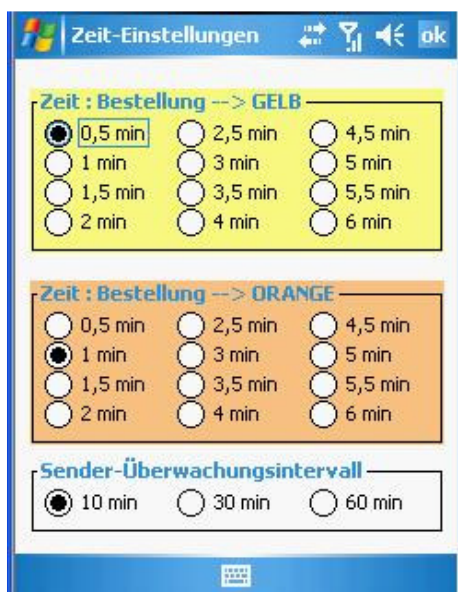 Zeit-Einstellungen ok
Zeit : Bestellung --> GELB
0,5 min 2,5 min 4,5 min
1 min 3 min 5 min
1,5 min 3,5 min 5,5 min
2 min 4 min 6 min
Zeit : Bestellung --> ORANGE
0,5 min 2,5 min 4,5 min
1 min 3 min 5 min
1,5 min 3,5 min 5,5 min
2 min 4 min 6 min
Sender-Überwachungsintervall
10 min 30 min 60 min